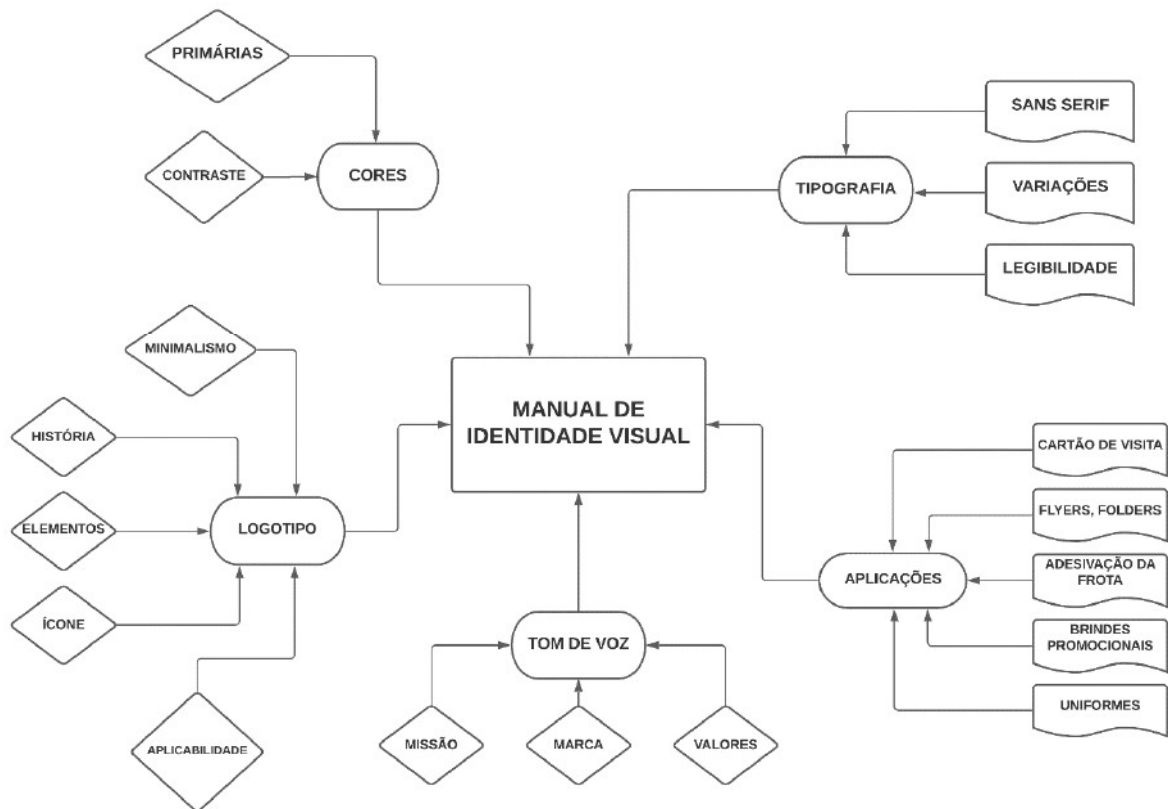 PRIMÁRIAS
CONTRASTE
CORES
TIPOGRAFIA
SANS SERIF
VARIAÇÕES
LEGIBILIDADE
MINIMALISMO
HISTÓRIA
ELEMENTOS
ÍCONE
APLICABILIDADE
LOGOTIPO
MANUAL DE
IDENTIDADE VISUAL
TOM DE VOZ
MISSÃO
MARCA
VALORES
APLICAÇÕES
CARTÃO DE VISITA
FLYERS, FOLDERS
ADESIVAÇÃO DA
FROTA
BRINDES
PROMOCIONAIS
UNIFORMES